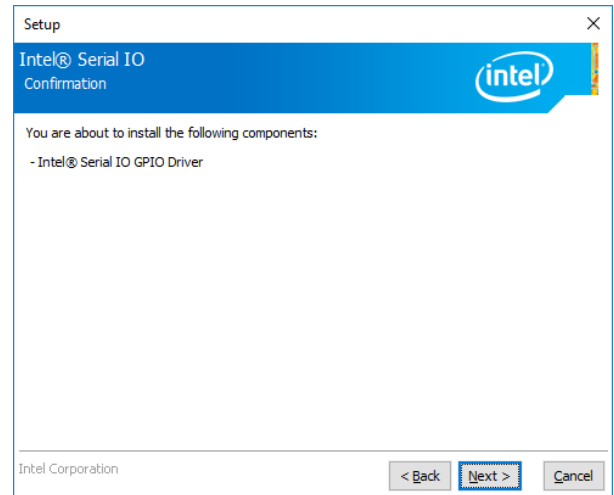 Setup
Intel® Serial IO
Confirmation
intel
You are about to install the following components:
- Intel® Serial IO GPIO Driver
Intel Corporation
< Back Next > Cancel